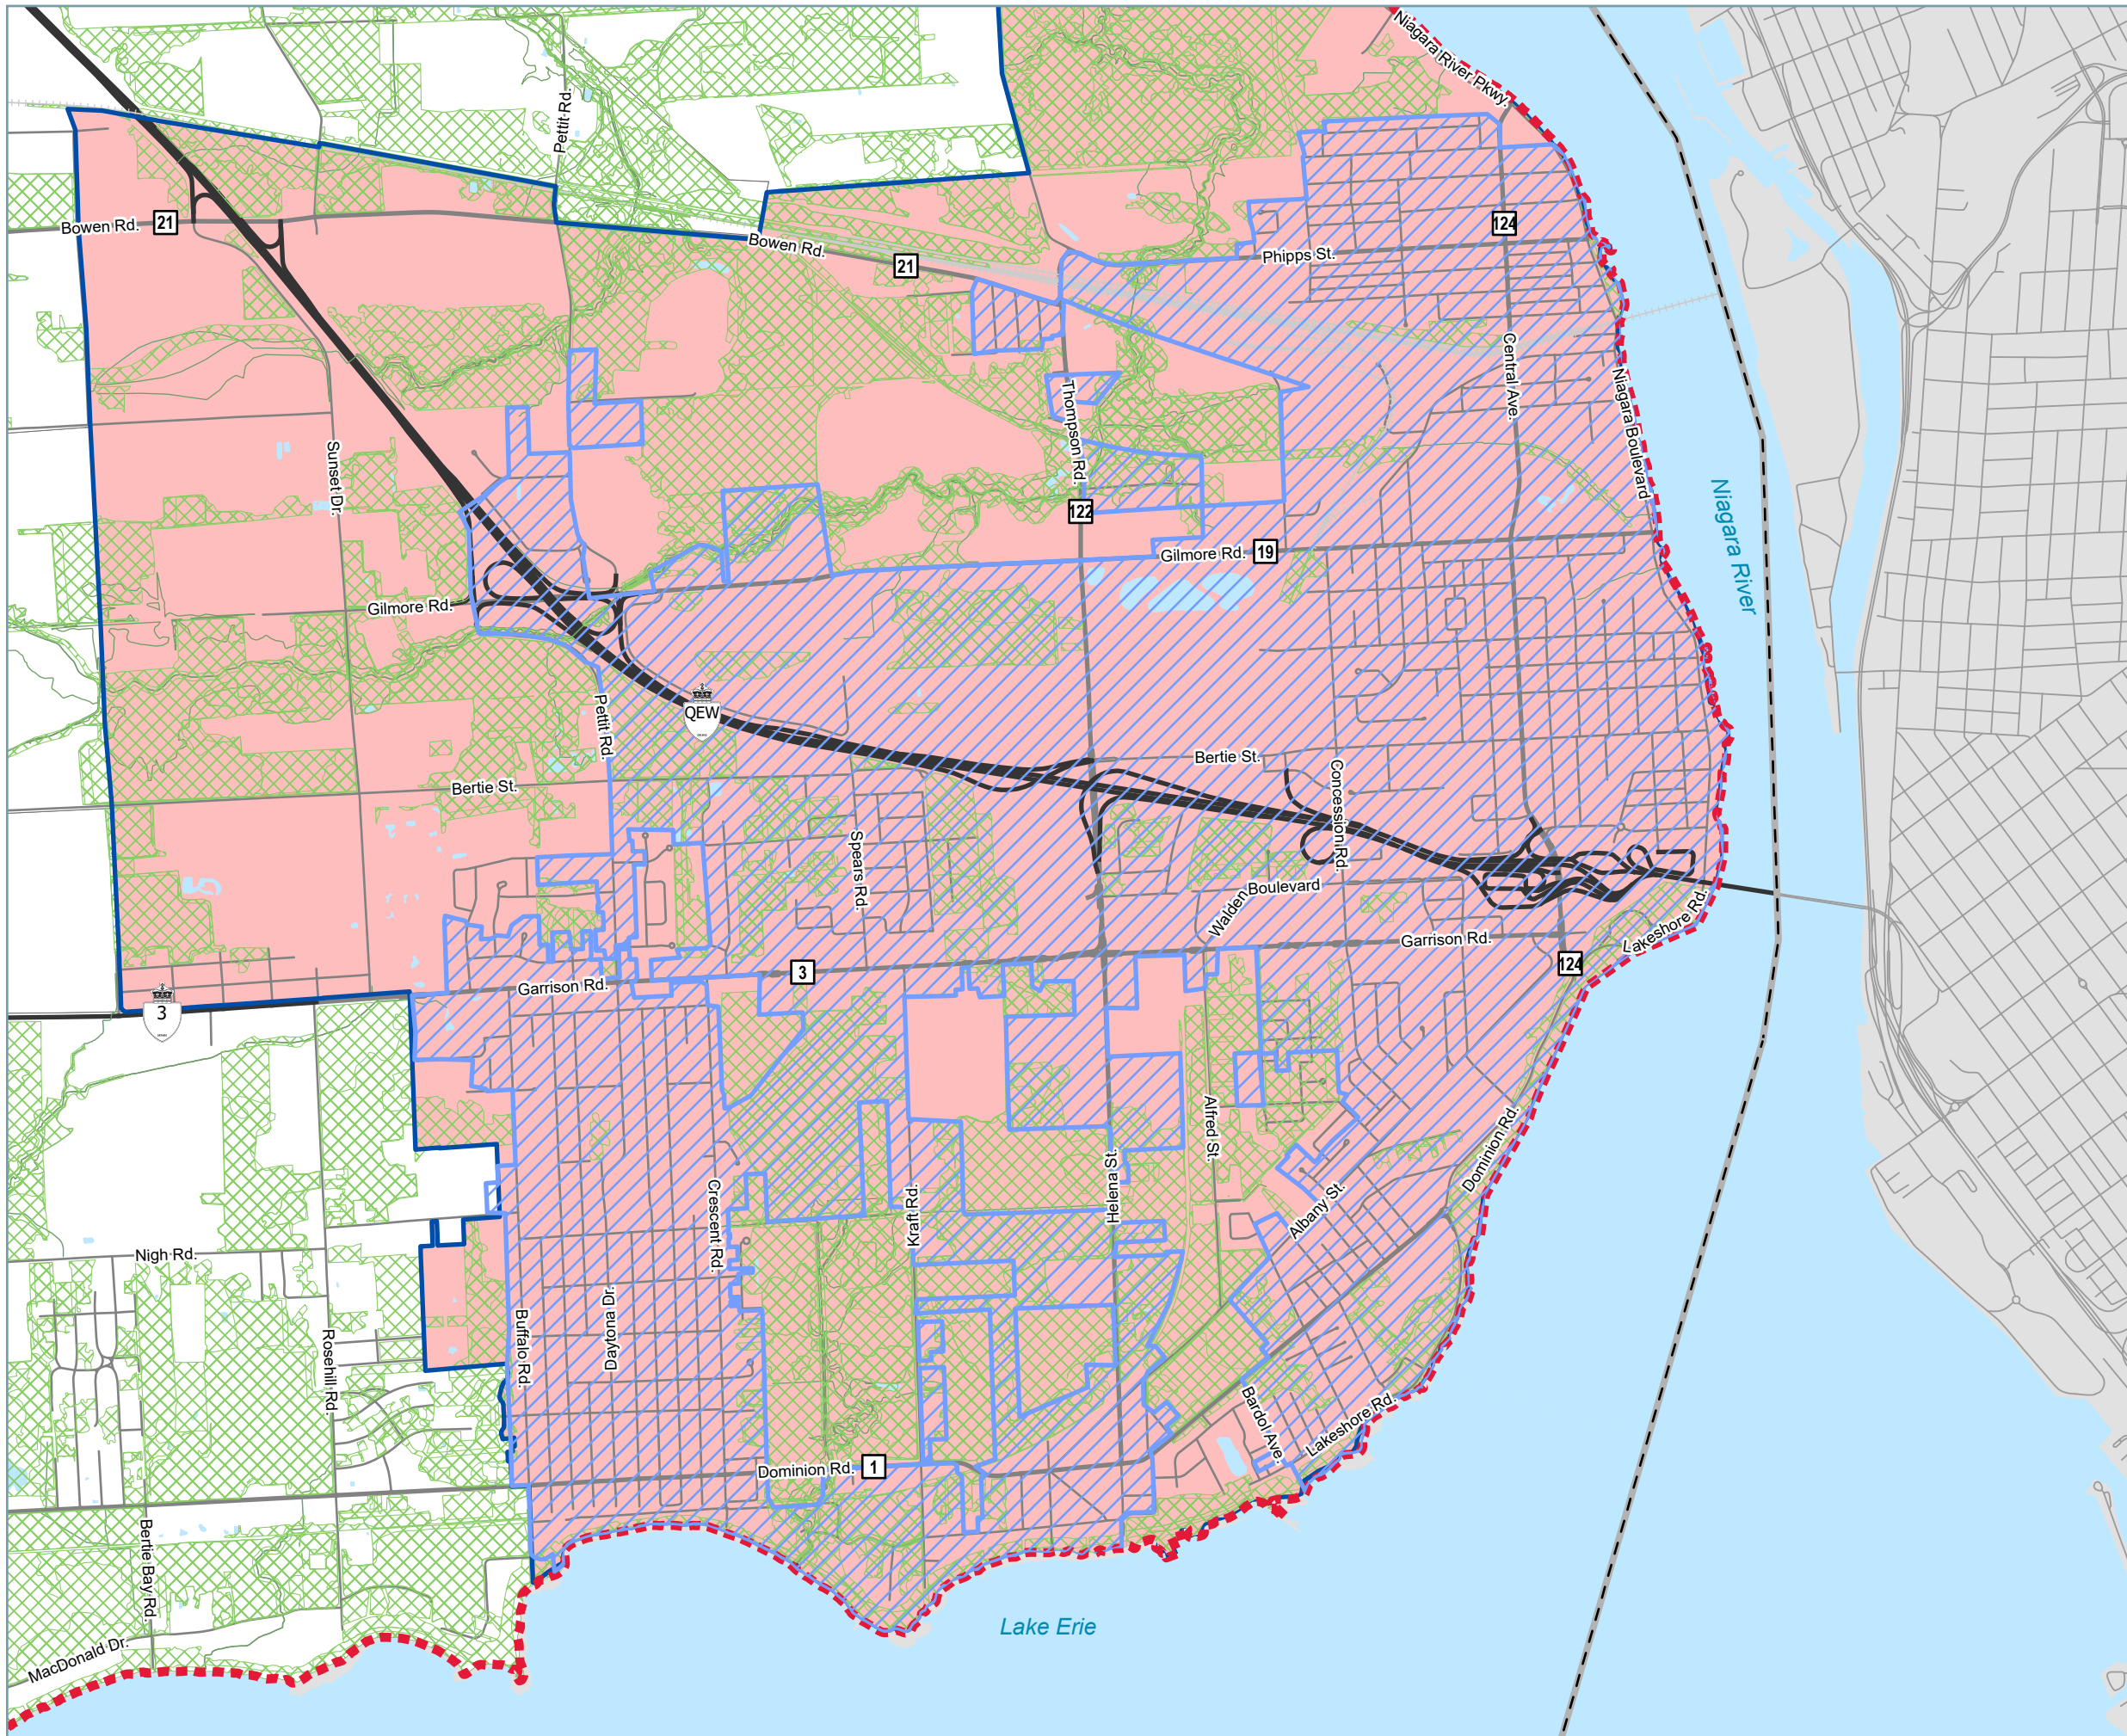 Niagara River Pkwy.
Pettit Rd.
Bowen Rd.
21
Bowen Rd.
21
Phipps St.
124
Central Ave.
Niagara Boulevard
Thompson Rd.
Sunset Dr.
122
Niagara River
Gilmore Rd.
19
Gilmore Rd.
Pettit Rd.
QEW
Bertie St.
Bertie St.
Concession Rd.
Spears Rd.
Walden Boulevard
Lakeshore Rd.
Garrison Rd.
124
3
Garrison Rd.
3
Alfred St.
Dominion Rd.
Helena St.
Crescent Rd.
Kraft Rd.
Albany St.
Nigh Rd.
Daytona Dr.
Buffalo Rd.
Rosehill Rd.
Bardol Ave.
Lakeshore Rd.
Dominion Rd.
1
Bertie Bay Rd.
Lake Erie
MacDonald Dr.